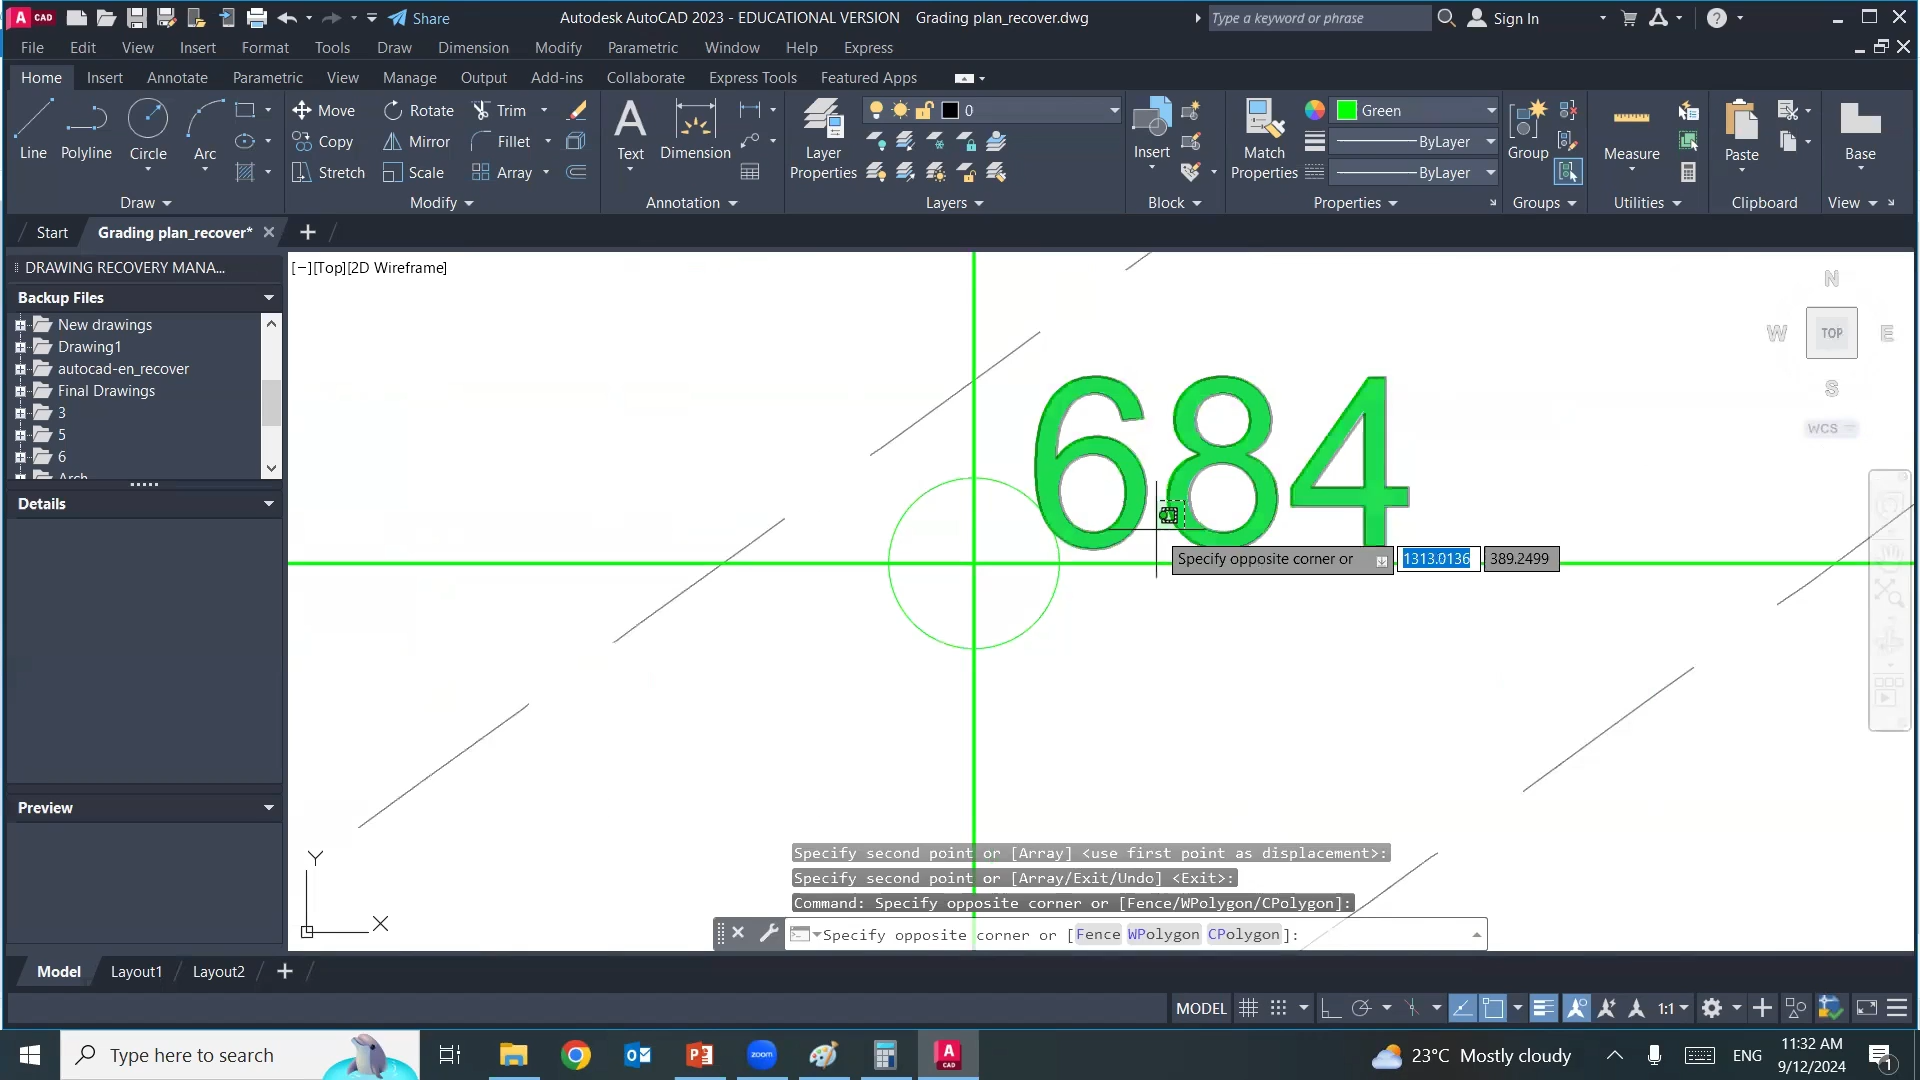 A CAD Share Autodesk AutoCAD 2023 - EDUCATIONAL VERSION Grading plan_recover.dwg Type a keyword or phrase Sign In
File Edit View Insert Format Tools Draw Dimension Modify Parametric Window Help Express
Home Insert Annotate Parametric View Manage Output Add-ins Collaborate Express Tools Featured Apps
Line Polyline Circle Arc
Move Rotate Trim
Copy Mirror Fillet
Stretch Scale Array
Text Dimension
Layer Properties
0
Insert
Match Properties
Green
ByLayer
ByLayer
Group Measure Paste Base
Draw Modify Annotation Layers Block Properties Groups Utilities Clipboard View
Start Grading plan_recover*
DRAWING RECOVERY MANA...
Backup Files
New drawings
Drawing1
autocad-en_recover
Final Drawings
3
5
6
Arch
Details
Preview
[−][Top][2D Wireframe]
N
W TOP E
S
WCS
684
Specify opposite corner or 1313.0136 389.2499
Y
X
Specify second point or [Array] <use first point as displacement>:
Specify second point or [Array/Exit/Undo] <Exit>:
Command: Specify opposite corner or [Fence/WPolygon/CPolygon]:
Specify opposite corner or [Fence WPolygon CPolygon]:
Model Layout1 Layout2
MODEL 1:1
Type here to search
zoom
A CAD
23°C Mostly cloudy
ENG
11:32 AM
9/12/2024
1